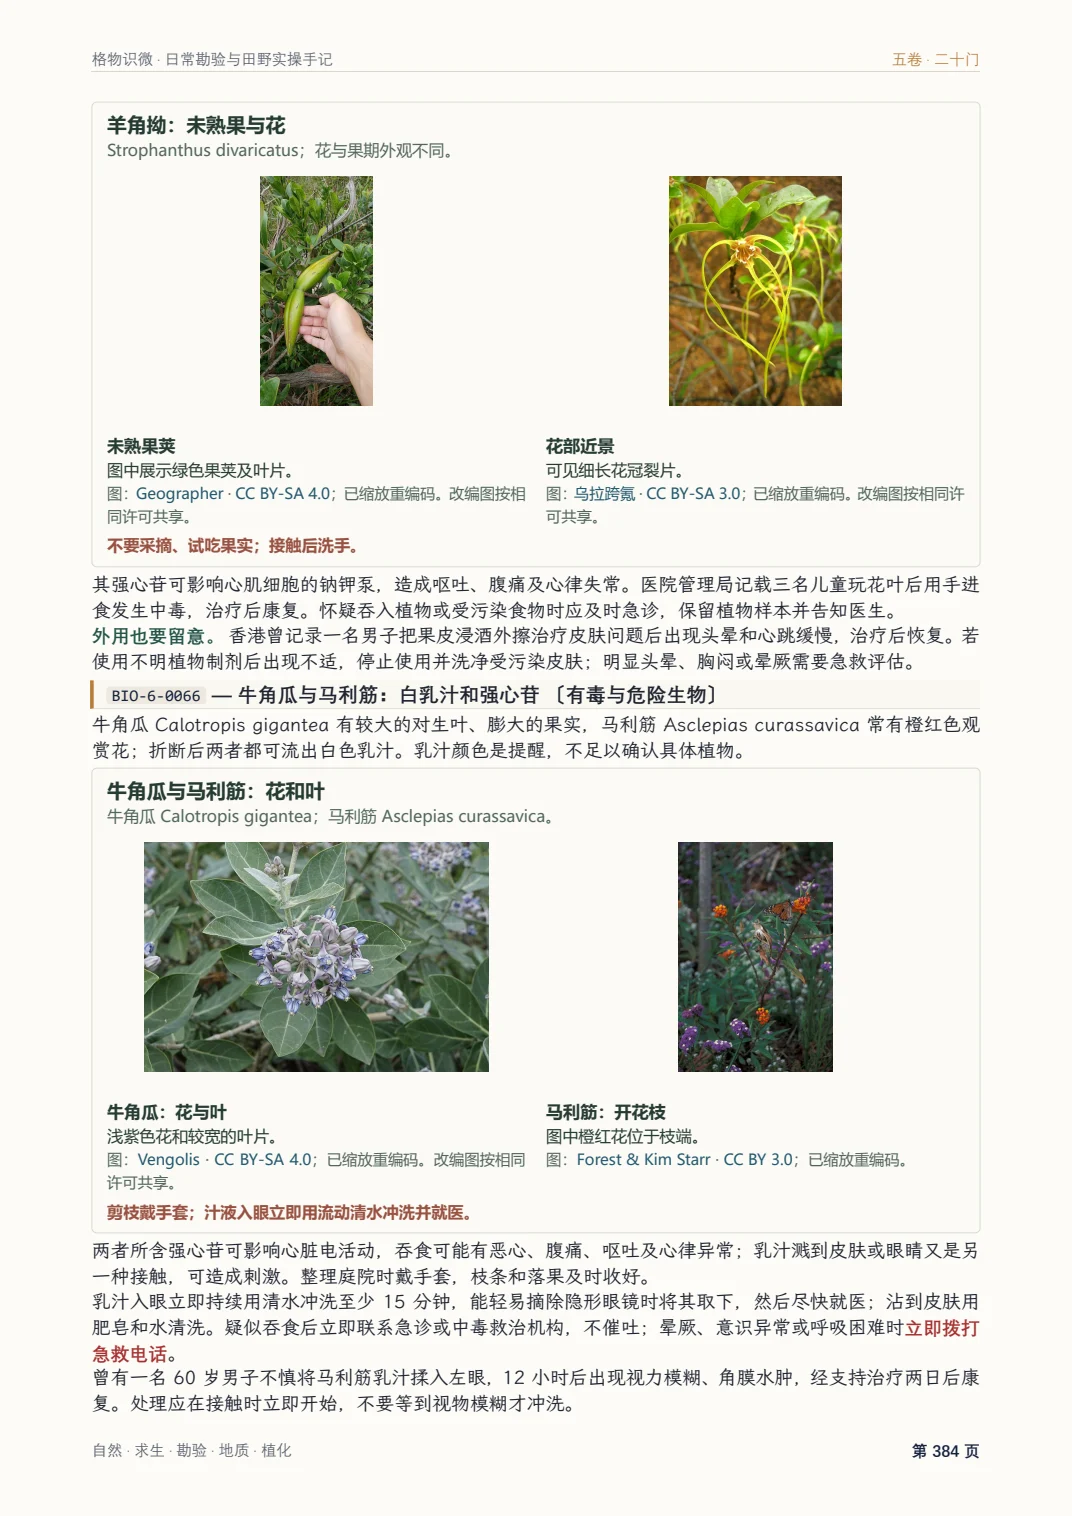 格物识微 · 日常勘验与田野实操手记
五卷 · 二十门
羊角拗：未熟果与花
Strophanthus divaricatus；花与果期外观不同。
未熟果荚
图中展示绿色果荚及叶片。
图：Geographer · CC BY-SA 4.0；已缩放重编码。改编图按相
同许可共享。
花部近景
可见细长花冠裂片。
图：乌拉跨氪 · CC BY-SA 3.0；已缩放重编码。改编图按相同许
可共享。
不要采摘、试吃果实；接触后洗手。
其强心苷可影响心肌细胞的钠钾泵，造成呕吐、腹痛及心律失常。医院管理局记载三名儿童玩花叶后用手进
食发生中毒，治疗后康复。怀疑吞入植物或受污染食物时应及时急诊，保留植物样本并告知医生。
外用也要留意。 香港曾记录一名男子把果皮浸酒外擦治疗皮肤问题后出现头晕和心跳缓慢，治疗后恢复。若
使用不明植物制剂后出现不适，停止使用并洗净受污染皮肤；明显头晕、胸闷或晕厥需要急救评估。
BIO-6-0066 — 牛角瓜与马利筋：白乳汁和强心苷 〔有毒与危险生物〕
牛角瓜 Calotropis gigantea 有较大的对生叶、膨大的果实，马利筋 Asclepias curassavica 常有橙红色观
赏花；折断后两者都可流出白色乳汁。乳汁颜色是提醒，不足以确认具体植物。
牛角瓜与马利筋：花和叶
牛角瓜 Calotropis gigantea；马利筋 Asclepias curassavica。
牛角瓜：花与叶
浅紫色花和较宽的叶片。
图：Vengolis · CC BY-SA 4.0；已缩放重编码。改编图按相同
许可共享。
马利筋：开花枝
图中橙红花位于枝端。
图：Forest & Kim Starr · CC BY 3.0；已缩放重编码。
剪枝戴手套；汁液入眼立即用流动清水冲洗并就医。
两者所含强心苷可影响心脏电活动，吞食可能有恶心、腹痛、呕吐及心律异常；乳汁溅到皮肤或眼睛又是另
一种接触，可造成刺激。整理庭院时戴手套，枝条和落果及时收好。
乳汁入眼立即持续用清水冲洗至少 15 分钟，能轻易摘除隐形眼镜时将其取下，然后尽快就医；沾到皮肤用
肥皂和水清洗。疑似吞食后立即联系急诊或中毒救治机构，不催吐；晕厥、意识异常或呼吸困难时立即拨打
急救电话。
曾有一名 60 岁男子不慎将马利筋乳汁揉入左眼，12 小时后出现视力模糊、角膜水肿，经支持治疗两日后康
复。处理应在接触时立即开始，不要等到视物模糊才冲洗。
自然 · 求生 · 勘验 · 地质 · 植化
第 384 页